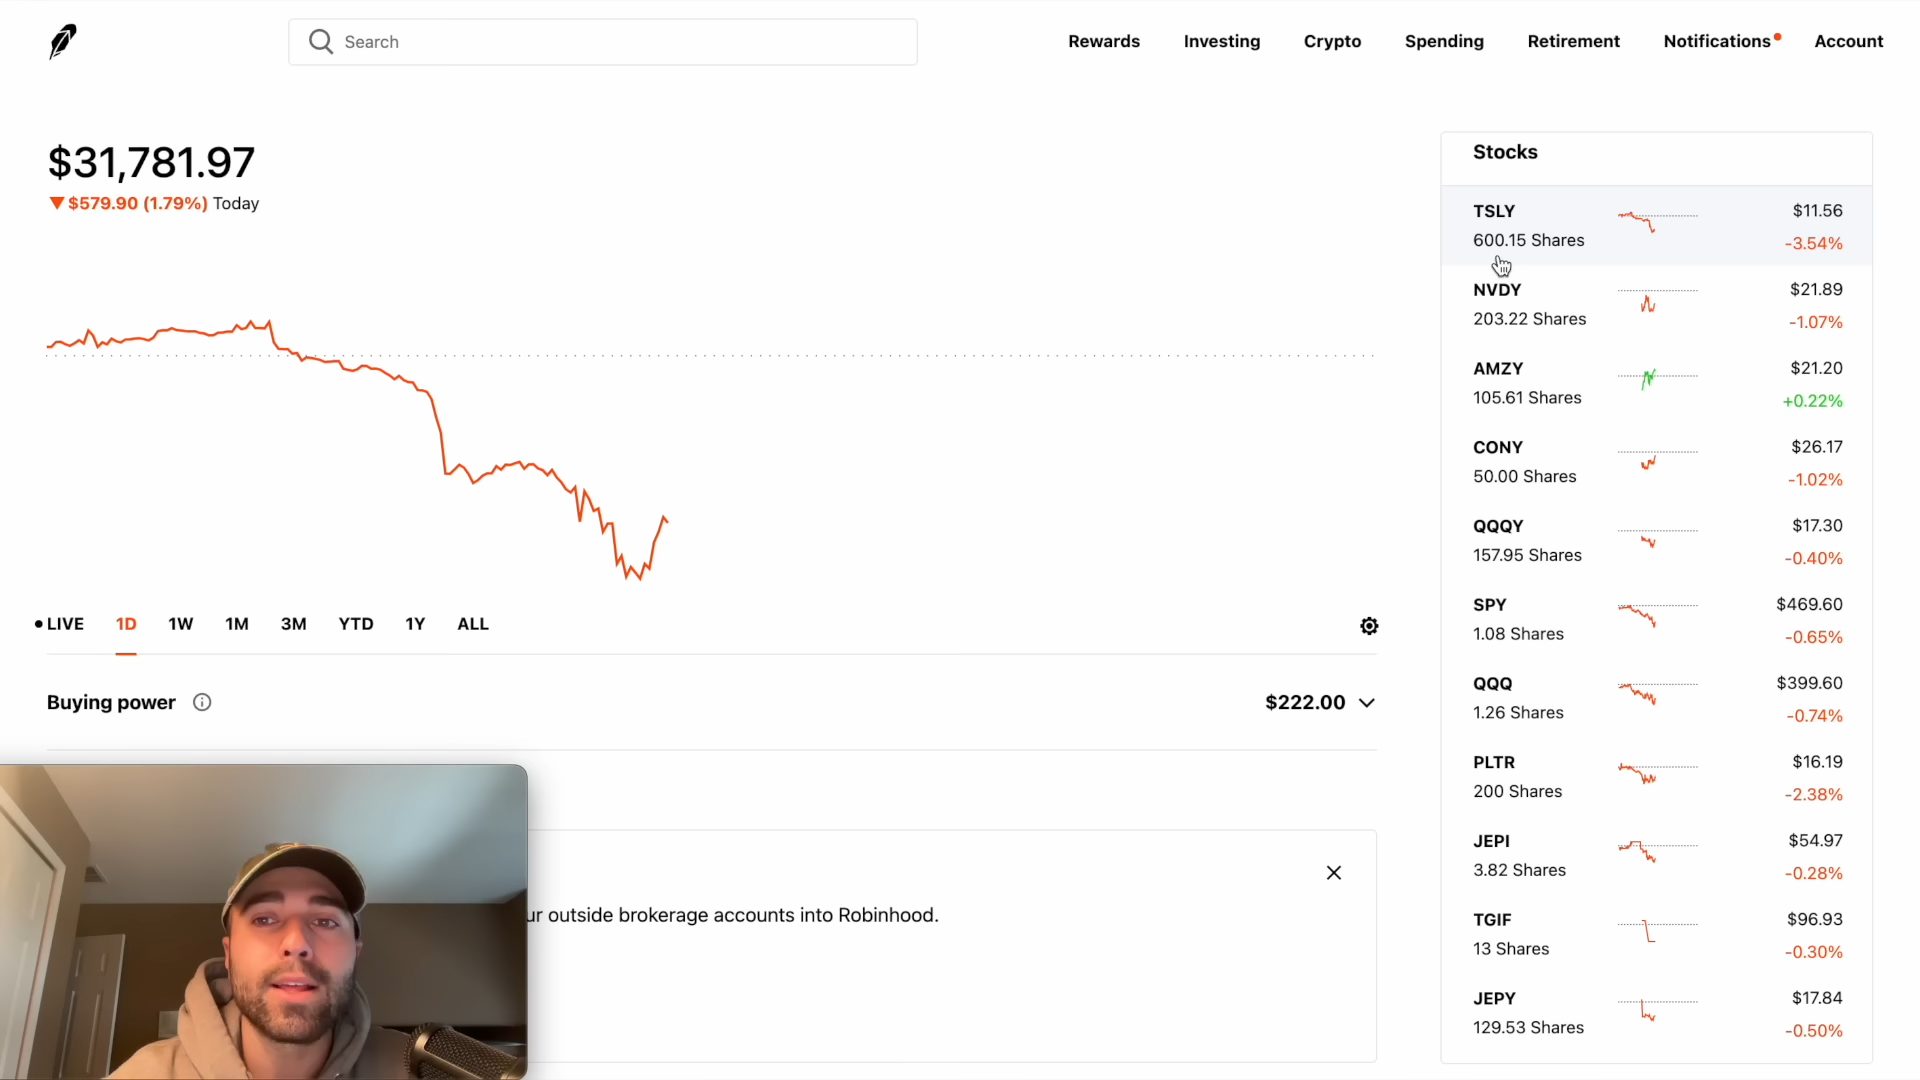 Search
Rewards
Investing
Crypto
Spending
Retirement
Notifications
Account
$31,781.97
▼$579.90 (1.79%) Today
LIVE
1D
1W
1M
3M
YTD
1Y
ALL
Buying power
$222.00
ur outside brokerage accounts into Robinhood.
Stocks
TSLY
$11.56
600.15 Shares
-3.54%
NVDY
$21.89
203.22 Shares
-1.07%
AMZY
$21.20
105.61 Shares
+0.22%
CONY
$26.17
50.00 Shares
-1.02%
QQQY
$17.30
157.95 Shares
-0.40%
SPY
$469.60
1.08 Shares
-0.65%
QQQ
$399.60
1.26 Shares
-0.74%
PLTR
$16.19
200 Shares
-2.38%
JEPI
$54.97
3.82 Shares
-0.28%
TGIF
$96.93
13 Shares
-0.30%
JEPY
$17.84
129.53 Shares
-0.50%